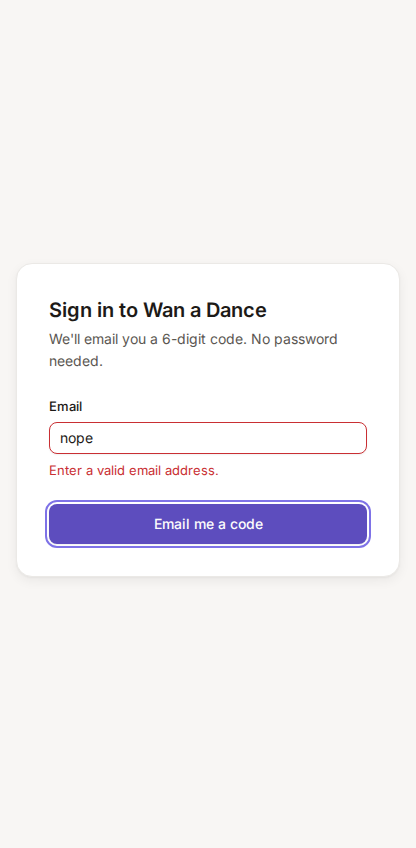 Sign in to Wan a Dance
We'll email you a 6-digit code. No password
needed.
Email
nope
Enter a valid email address.
Email me a code